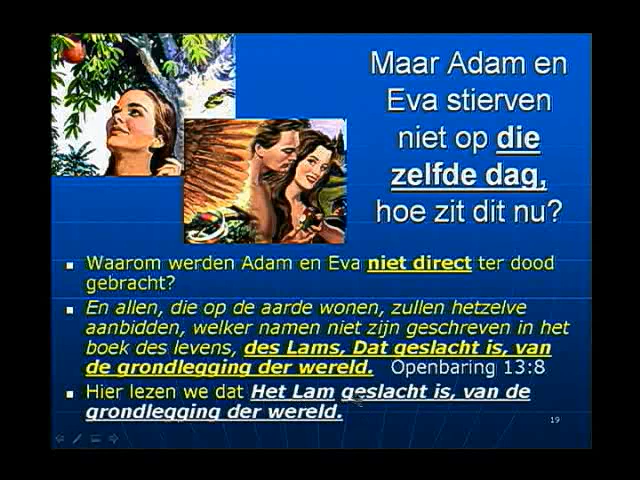 Maar Adam en
Eva stierven
niet op die
zelfde dag,
hoe zit dit nu?
Waarom werden Adam en Eva niet direct ter dood
gebracht?
En allen, die op de aarde wonen, zullen hetzelve
aanbidden, welker namen niet zijn geschreven in het
boek des levens, des Lams, Dat geslacht is, van
de grondlegging der wereld. Openbaring 13:8
Hier lezen we dat Het Lam geslacht is, van de
grondlegging der wereld.
19